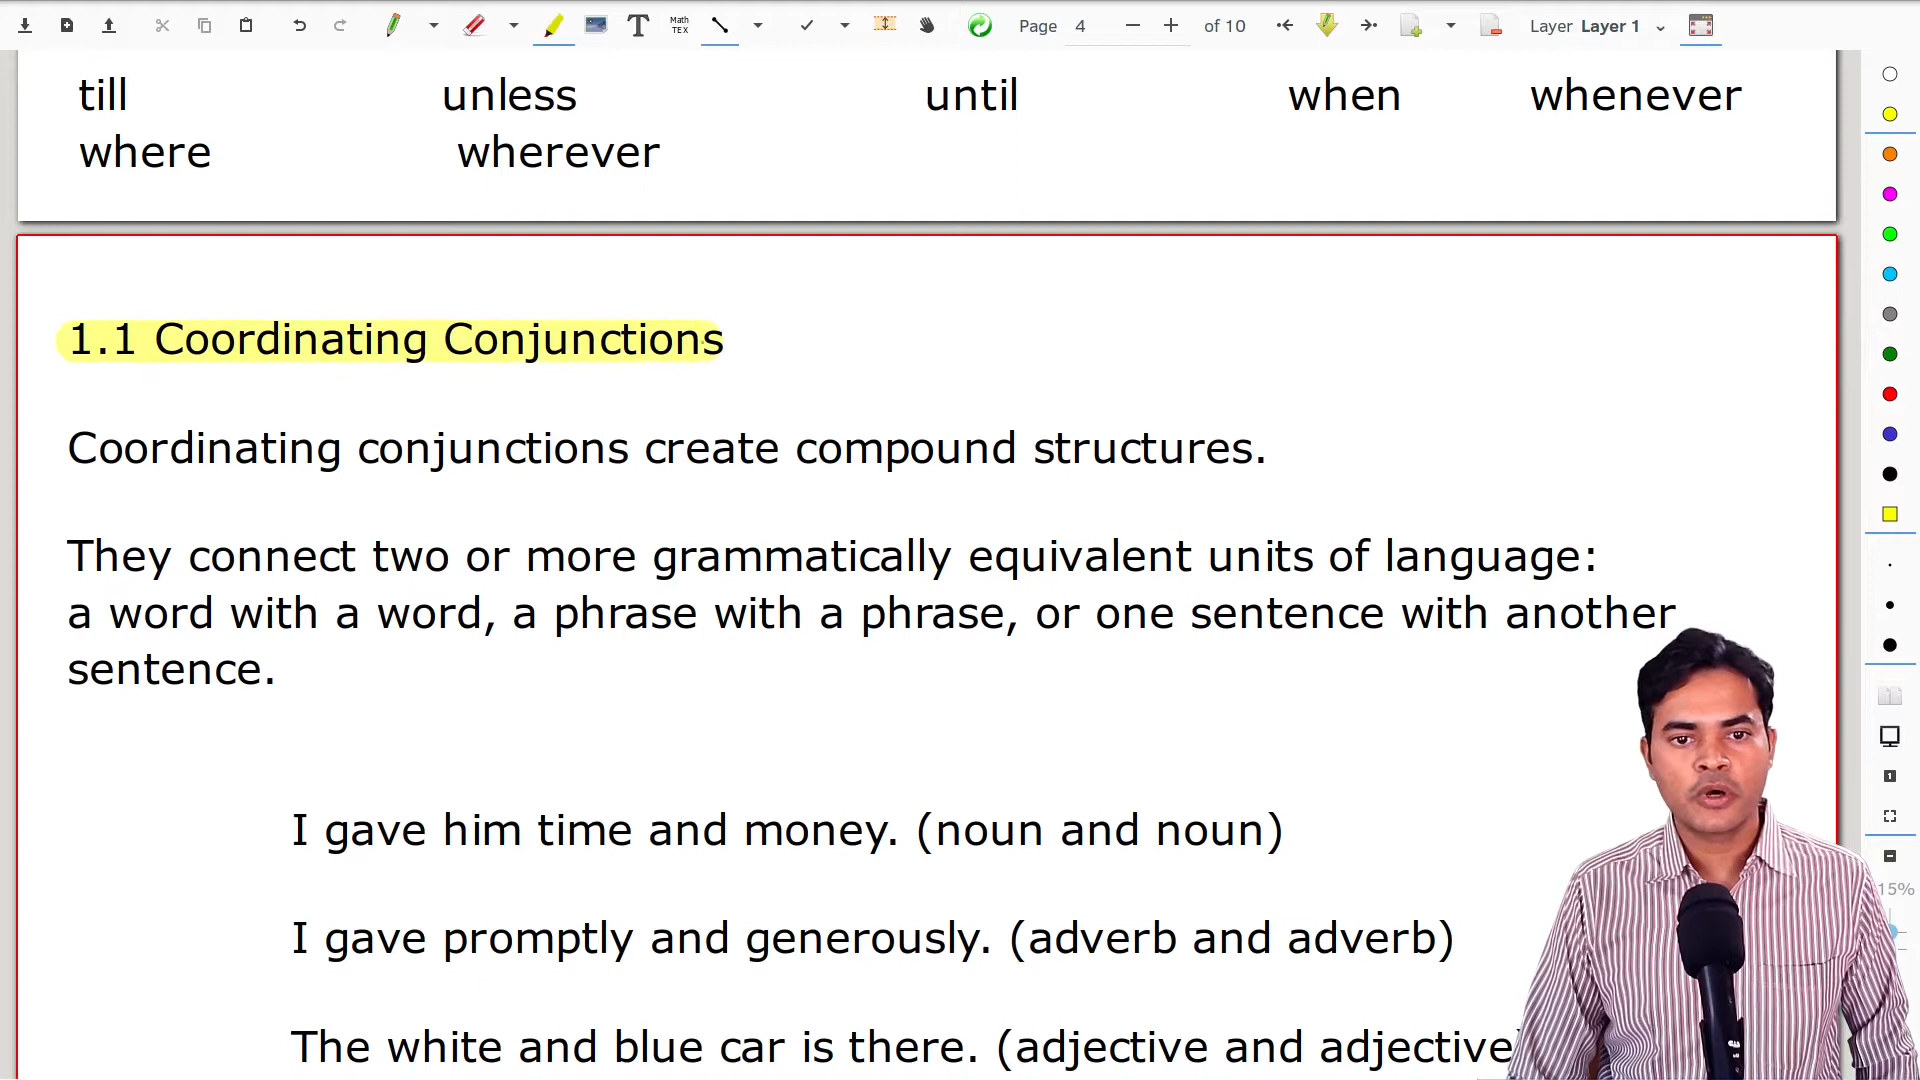 Math
TEX
Page 4 of 10 Layer Layer 1
till unless until when whenever
where wherever
1.1 Coordinating Conjunctions
Coordinating conjunctions create compound structures.
They connect two or more grammatically equivalent units of language:
a word with a word, a phrase with a phrase, or one sentence with another
sentence.
I gave him time and money. (noun and noun)
I gave promptly and generously. (adverb and adverb)
The white and blue car is there. (adjective and adjective
1
15%